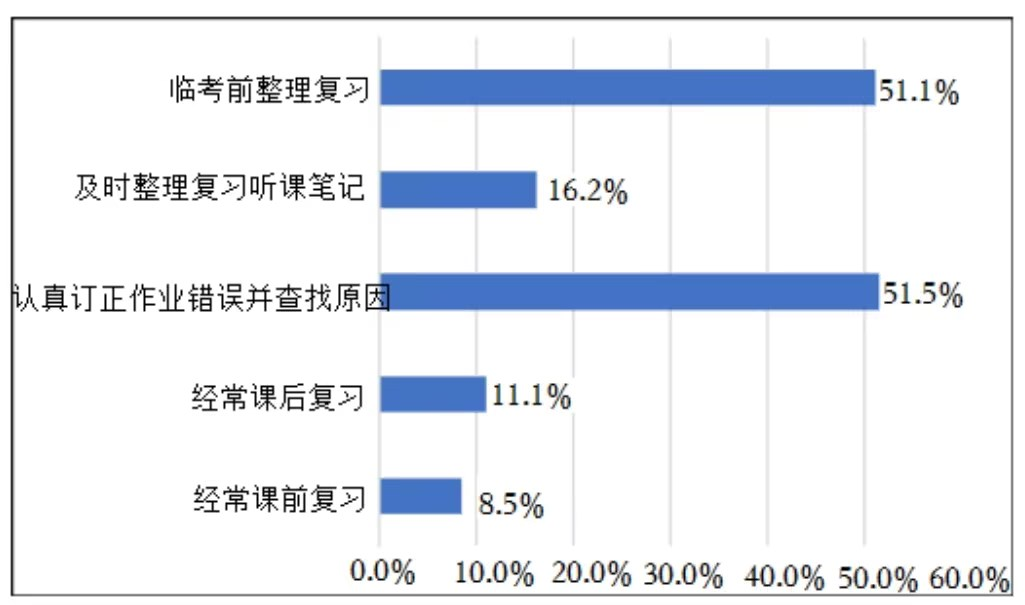 临考前整理复习
51.1%
及时整理复习听课笔记
16.2%
认真订正作业错误并查找原因
51.5%
经常课后复习
11.1%
经常课前复习
8.5%
0.0% 10.0% 20.0% 30.0% 40.0% 50.0% 60.0%